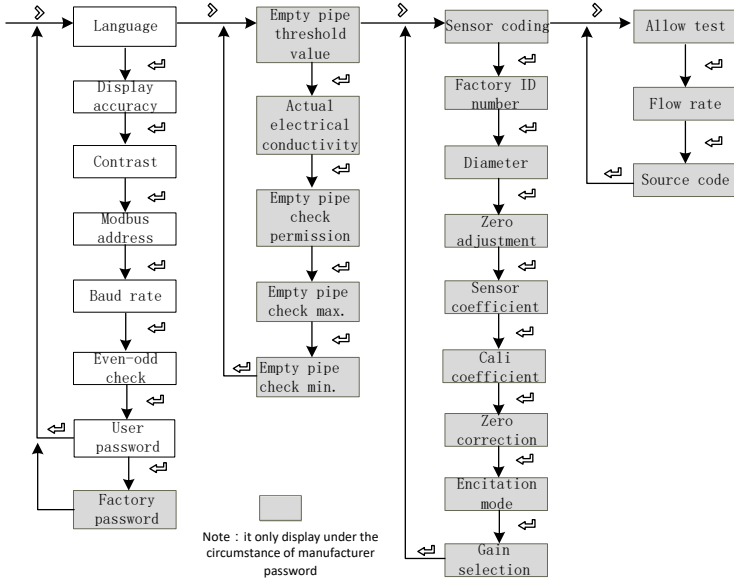 Language
Display
accuracy
Contrast
Modbus
address
Baud rate
Even-odd
check
User
password
Factory
password
Empty pipe
threshold
value
Actual
electrical
conductivity
Empty pipe
check
permission
Empty pipe
check max.
Empty pipe
check min.
Note：it only display under the
circumstance of manufacturer
password
Sensor coding
Factory ID
number
Diameter
Zero
adjustment
Sensor
coefficient
Cali
coefficient
Zero
correction
Encitation
mode
Gain
selection
Allow test
Flow rate
Source code